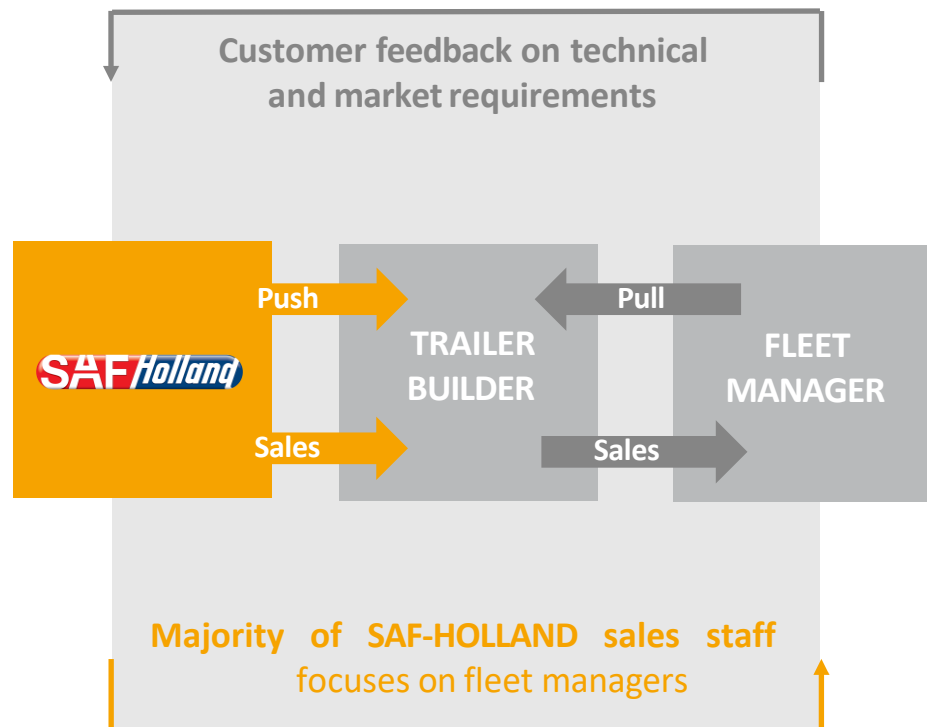 Customer feedback on technical
and market requirements
Push
Pull
SAF Holland
TRAILER
BUILDER
FLEET
MANAGER
Sales
Sales
Majority of SAF-HOLLAND sales staff
focuses on fleet managers